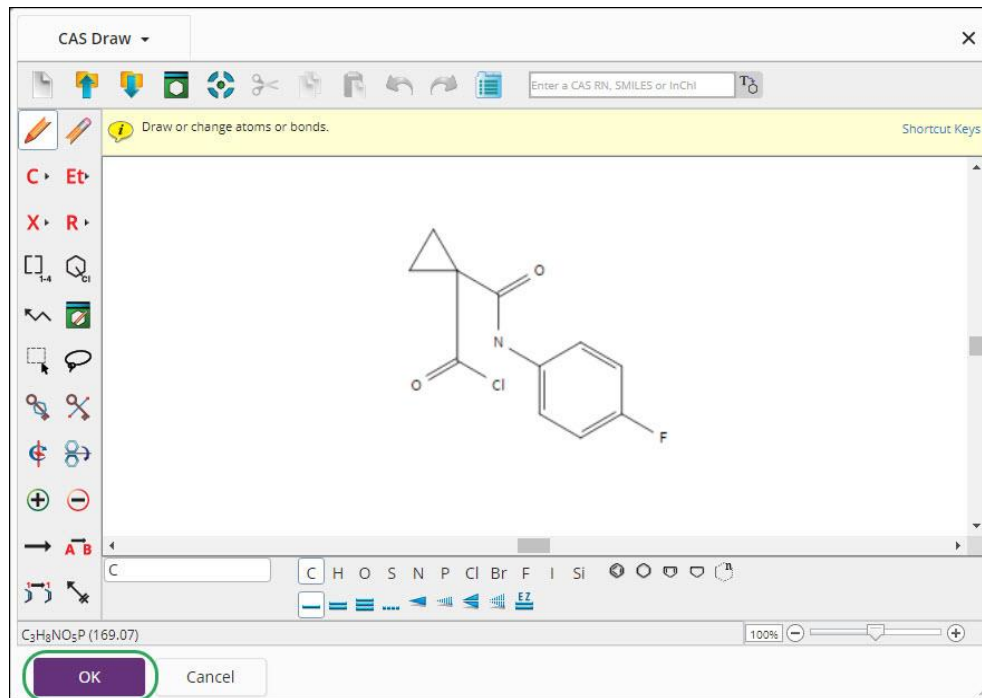 CAS Draw
Enter a CAS RN, SMILES or InChI
Draw or change atoms or bonds.
Shortcut Keys
C Et
X R
1-4 Cl
O
N
O Cl
F
A B
C
C H O S N P Cl Br F I Si n
EZ
C₃H₈NO₅P (169.07)
100%
OK Cancel